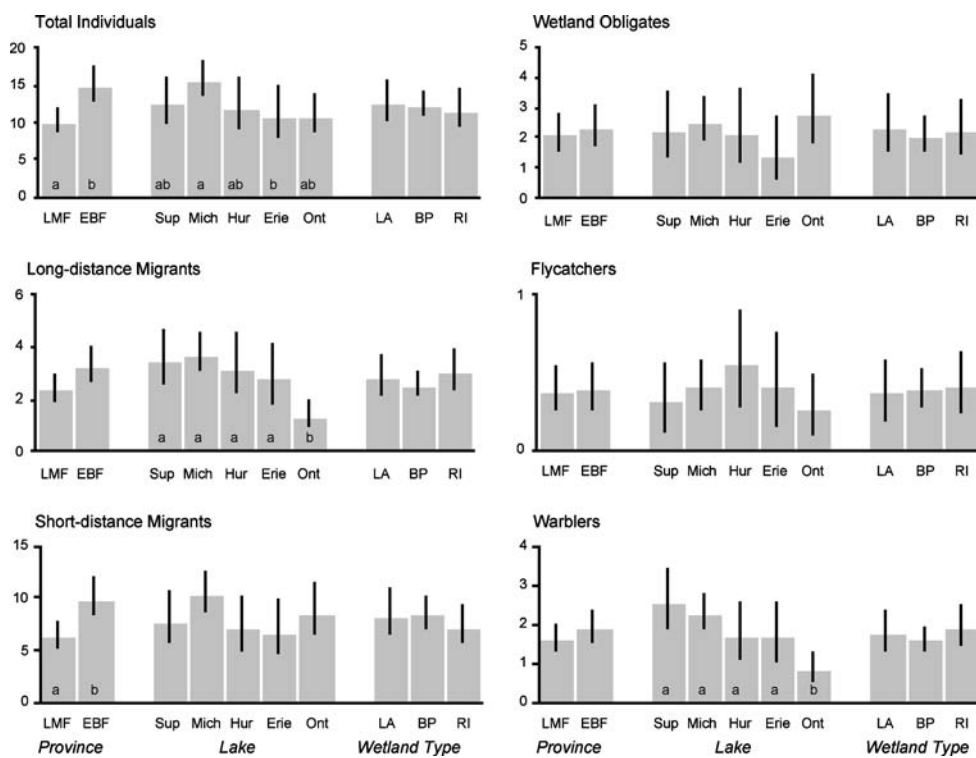 Total Individuals
20
15
10
5
0
a b ab a ab b ab
LMF EBF Sup Mich Hur Erie Ont LA BP RI
Wetland Obligates
5
4
3
2
1
0
LMF EBF Sup Mich Hur Erie Ont LA BP RI
Long-distance Migrants
6
4
2
0
a a a a b
LMF EBF Sup Mich Hur Erie Ont LA BP RI
Flycatchers
1
0
LMF EBF Sup Mich Hur Erie Ont LA BP RI
Short-distance Migrants
15
10
5
0
a b
LMF EBF Sup Mich Hur Erie Ont LA BP RI
Province Lake Wetland Type
Warblers
4
3
2
1
0
a a a a b
LMF EBF Sup Mich Hur Erie Ont LA BP RI
Province Lake Wetland Type